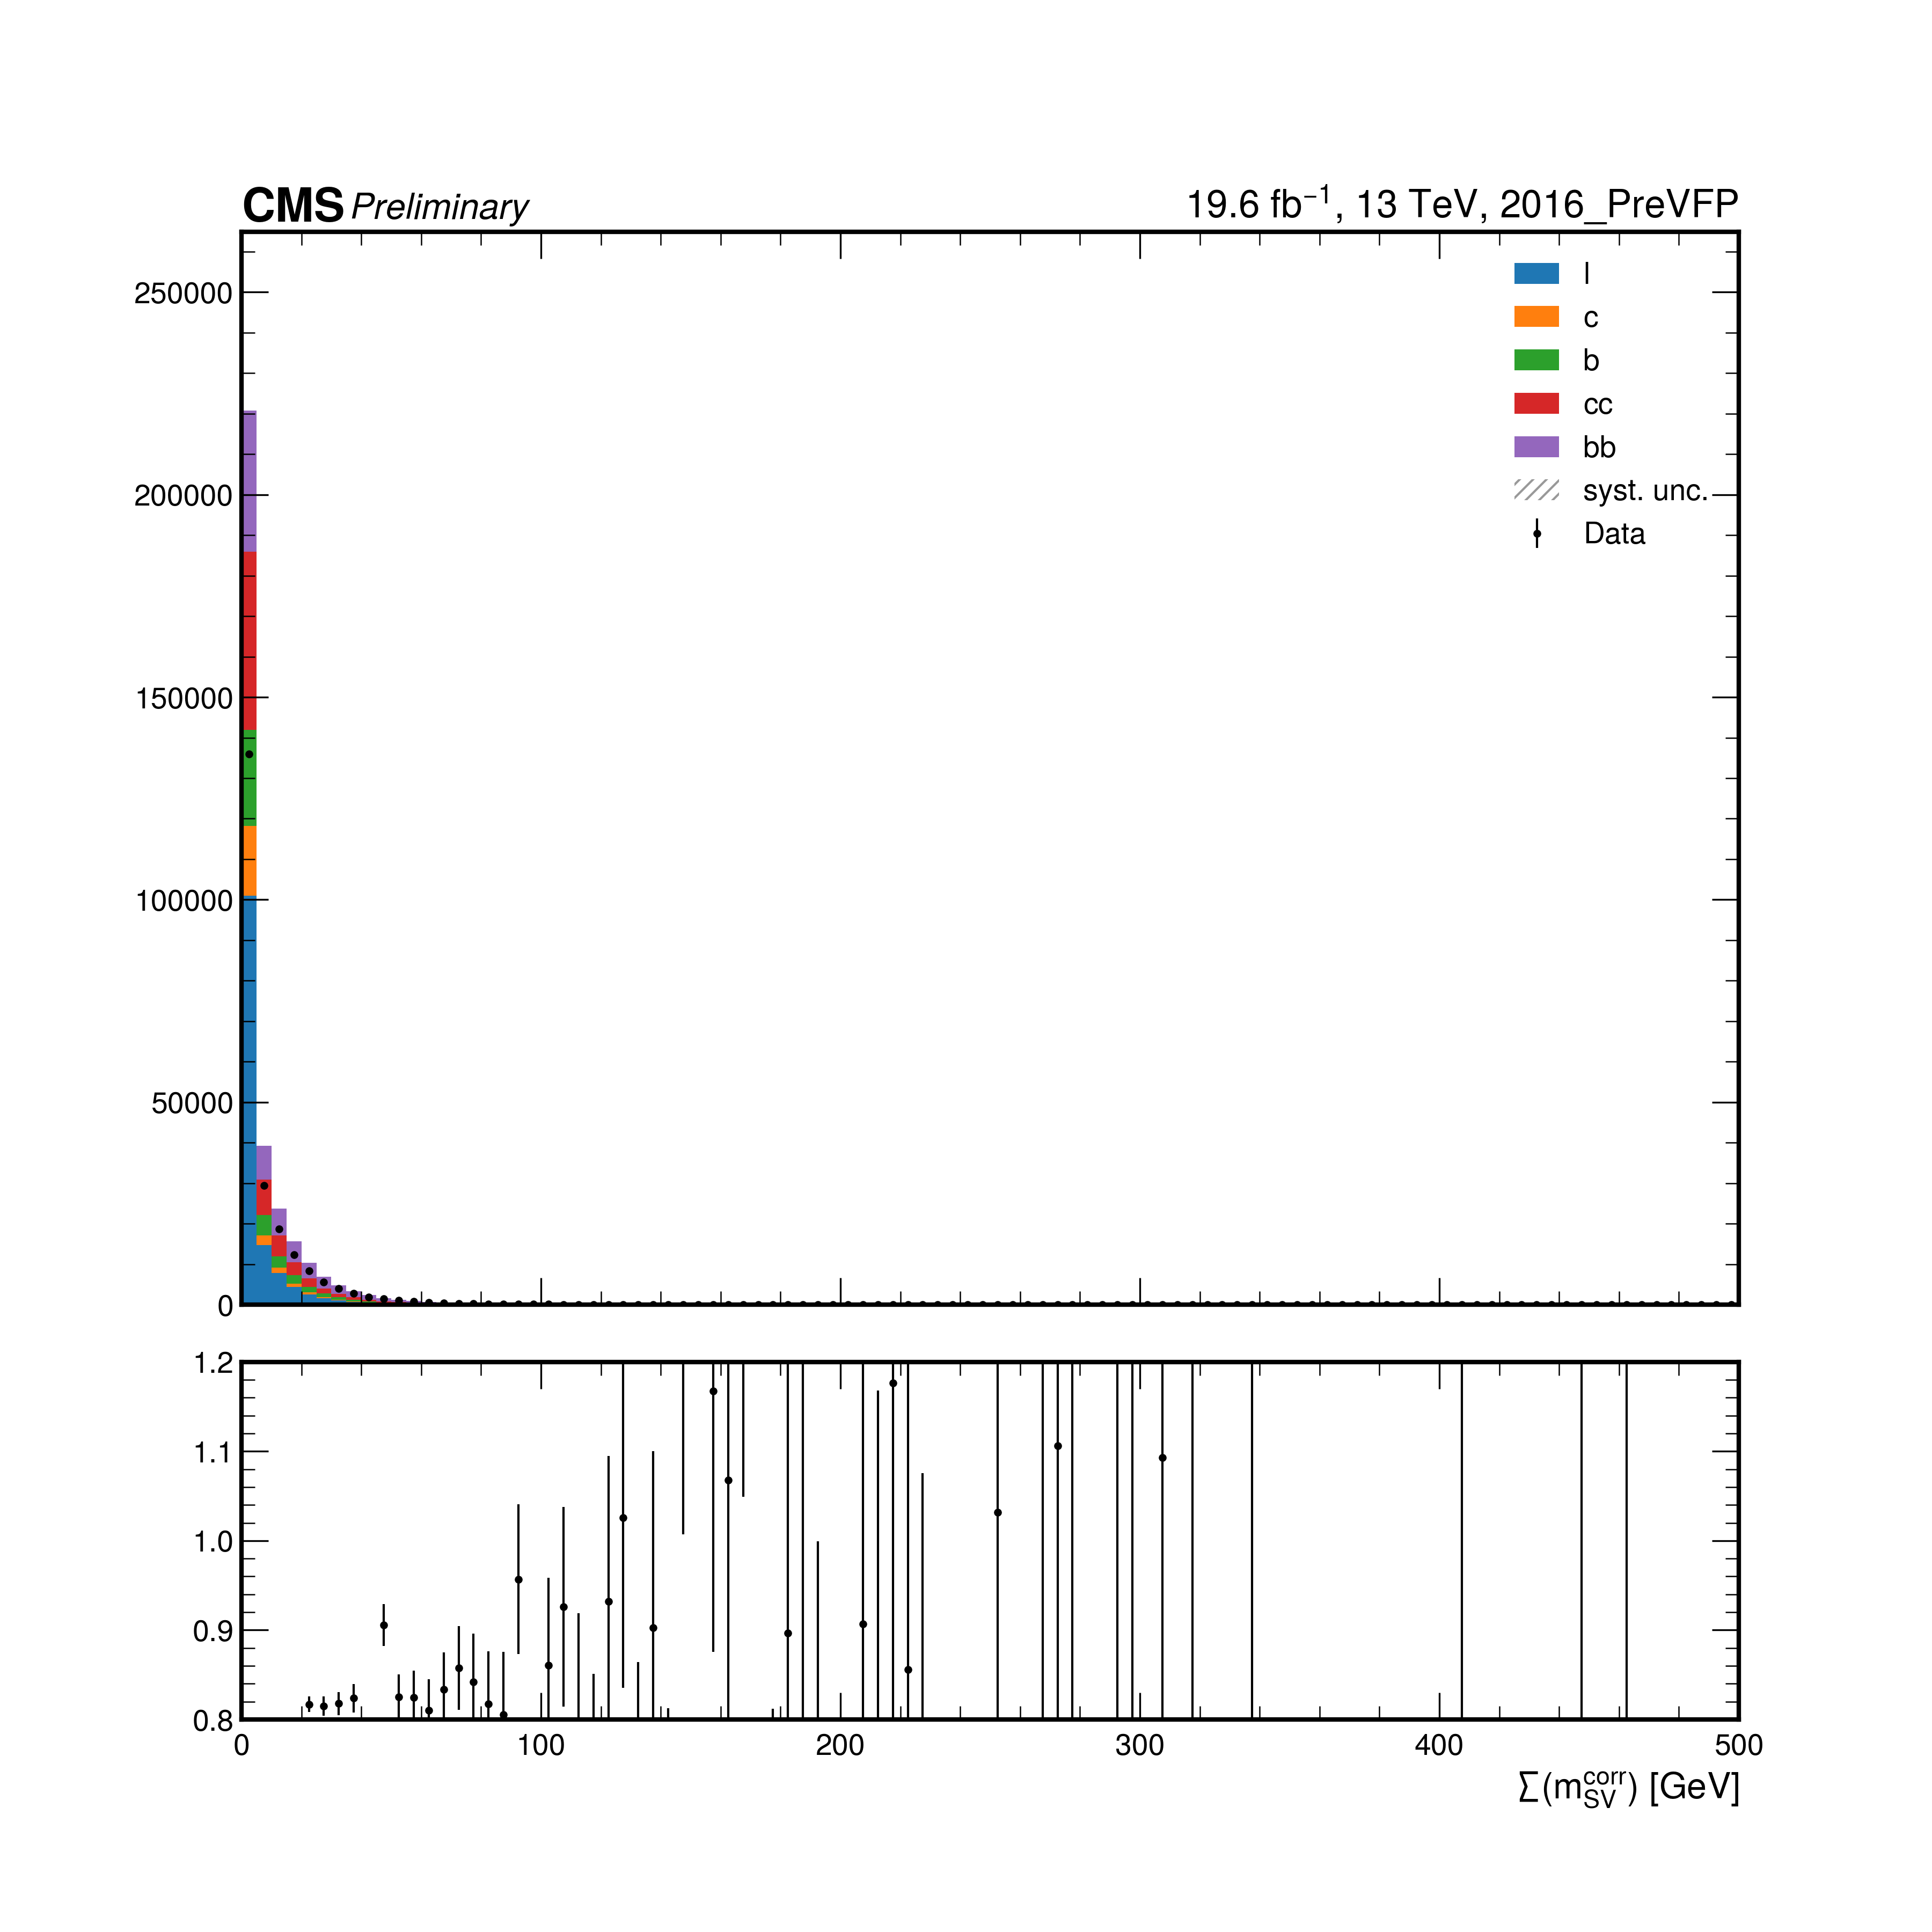 CMS Preliminary
19.6 fb⁻¹, 13 TeV, 2016_PreVFP
250000
200000
150000
100000
50000
0
l
c
b
cc
bb
syst. unc.
Data
1.2
1.1
1.0
0.9
0.8
0 100 200 300 400 500
Σ(m_SV^corr) [GeV]